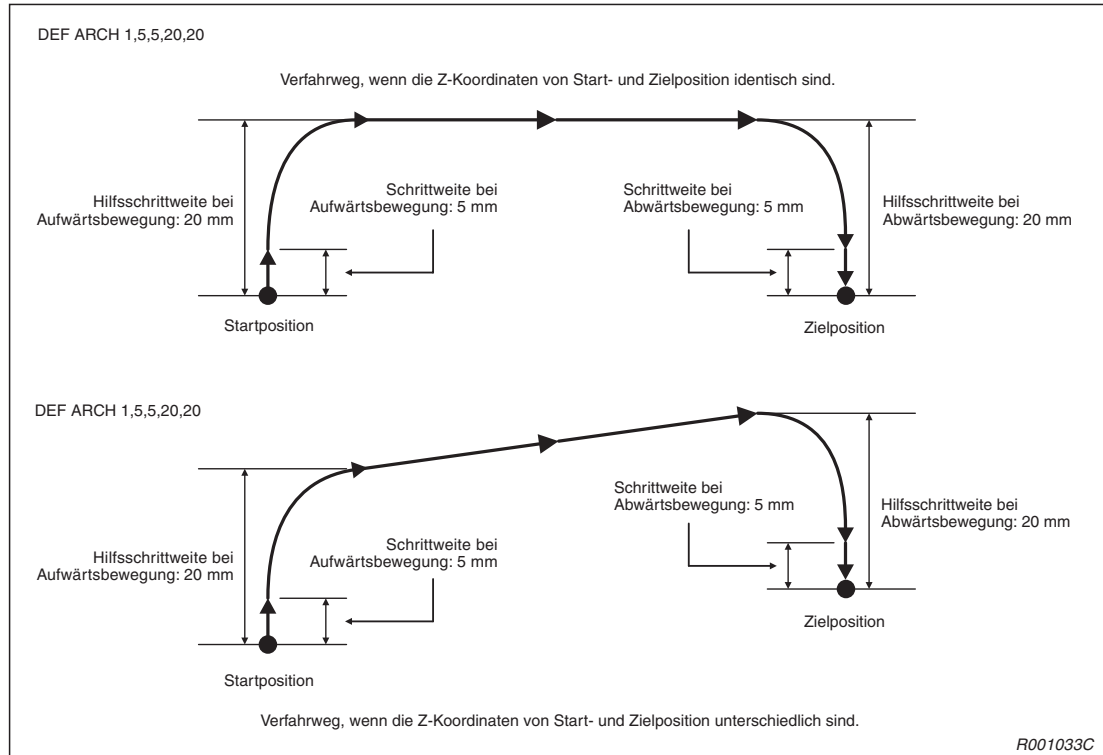 DEF ARCH 1,5,5,20,20
Verfahrweg, wenn die Z-Koordinaten von Start- und Zielposition identisch sind.
Hilfsschrittweite bei
Aufwärtsbewegung: 20 mm
Schrittweite bei
Aufwärtsbewegung: 5 mm
Schrittweite bei
Abwärtsbewegung: 5 mm
Hilfsschrittweite bei
Abwärtsbewegung: 20 mm
Startposition
Zielposition
DEF ARCH 1,5,5,20,20
Hilfsschrittweite bei
Aufwärtsbewegung: 20 mm
Schrittweite bei
Aufwärtsbewegung: 5 mm
Schrittweite bei
Abwärtsbewegung: 5 mm
Hilfsschrittweite bei
Abwärtsbewegung: 20 mm
Startposition
Zielposition
Verfahrweg, wenn die Z-Koordinaten von Start- und Zielposition unterschiedlich sind.
R001033C